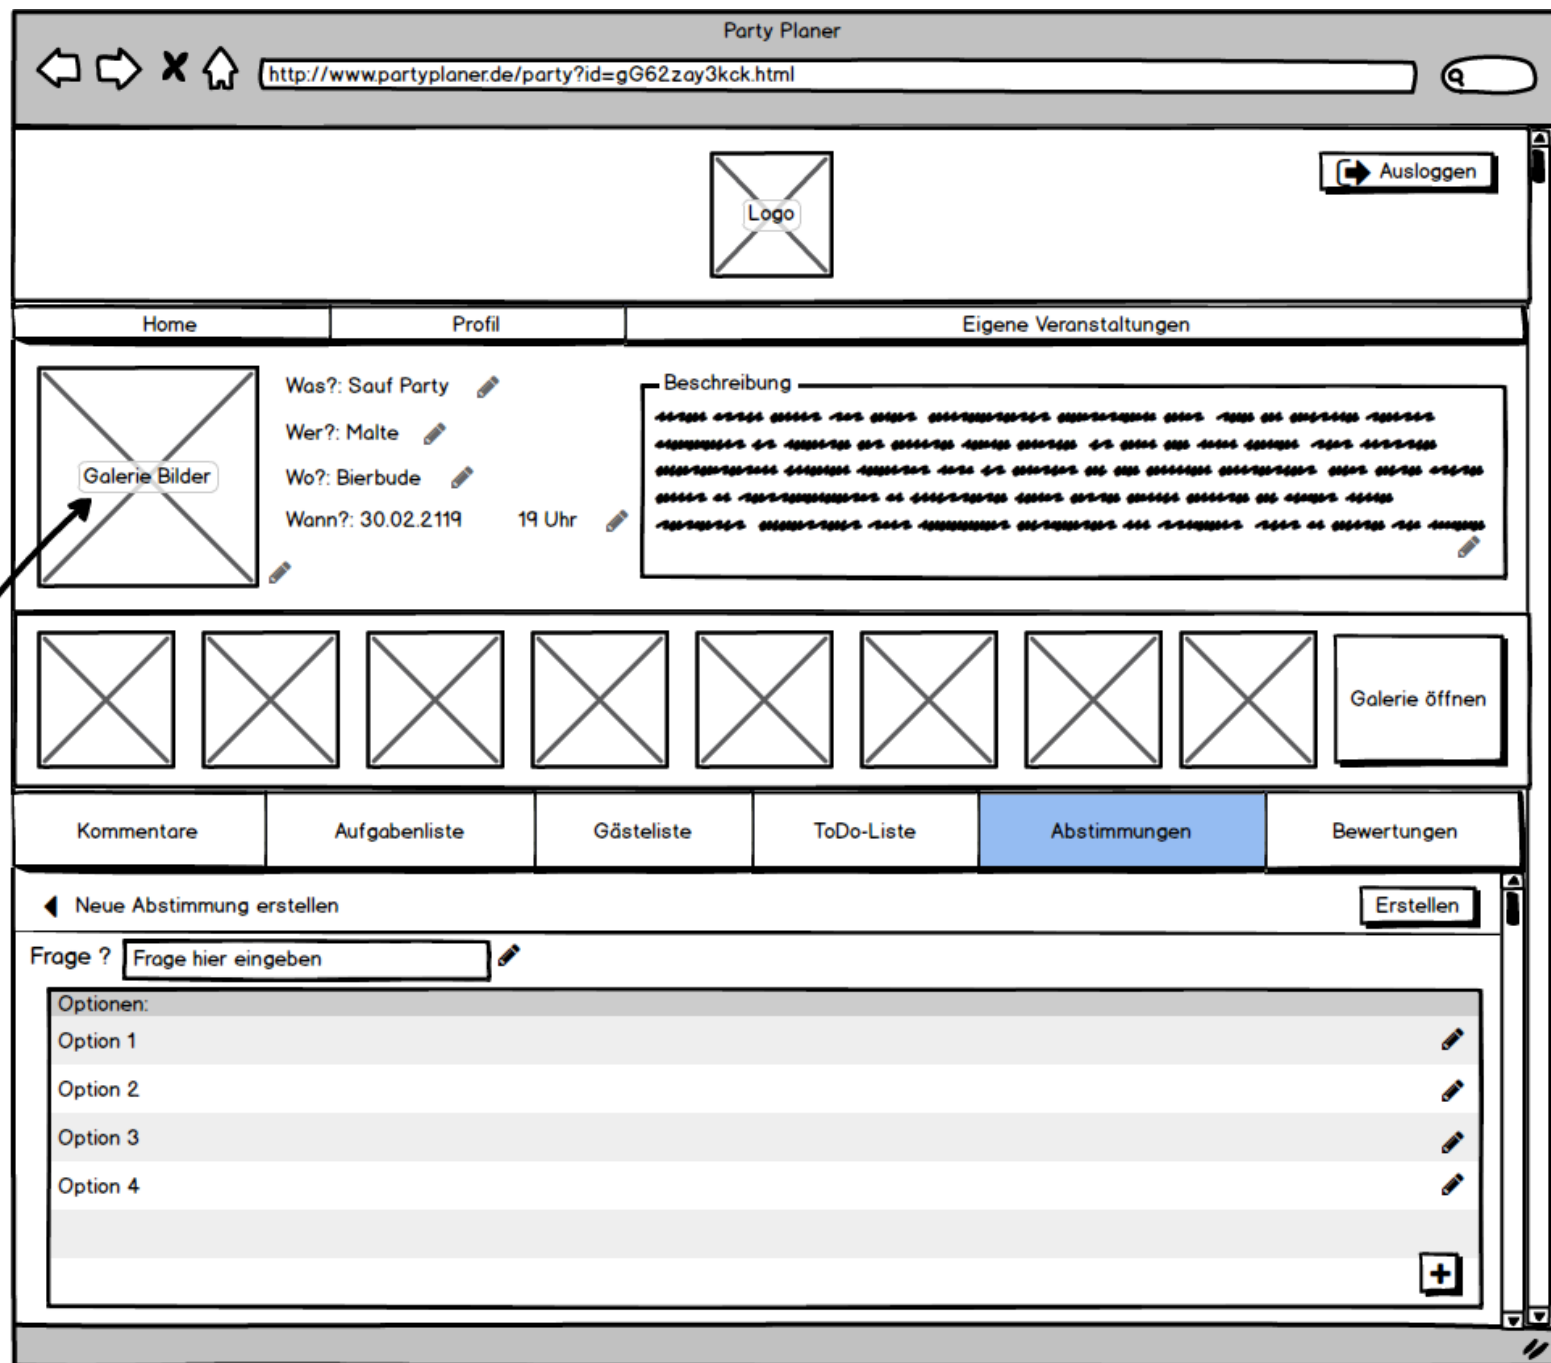 Party Planer
http://www.partyplaner.de/party?id=gG62zay3kck.html
Ausloggen
Logo
Home Profil Eigene Veranstaltungen
Was?: Sauf Party
Wer?: Malte
Wo?: Bierbude
Wann?: 30.02.2119 19 Uhr
Galerie Bilder
Beschreibung
Galerie öffnen
Kommentare Aufgabenliste Gästeliste ToDo-Liste Abstimmungen Bewertungen
Neue Abstimmung erstellen Erstellen
Frage ? Frage hier eingeben
Optionen:
Option 1
Option 2
Option 3
Option 4